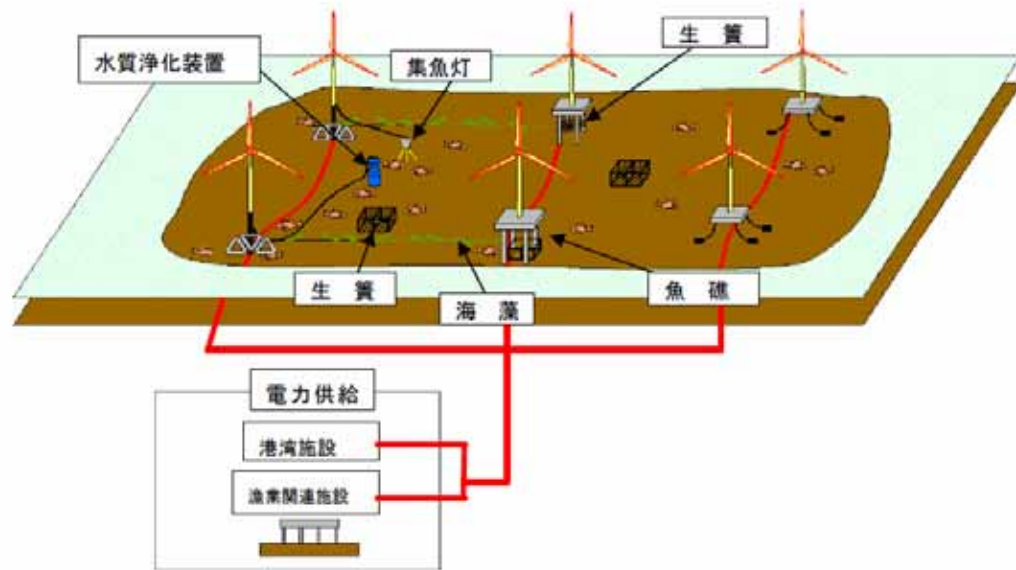 生 簀
水質浄化装置
集魚灯
生 簀
海 藻
魚 礁
電力供給
港湾施設
漁業関連施設